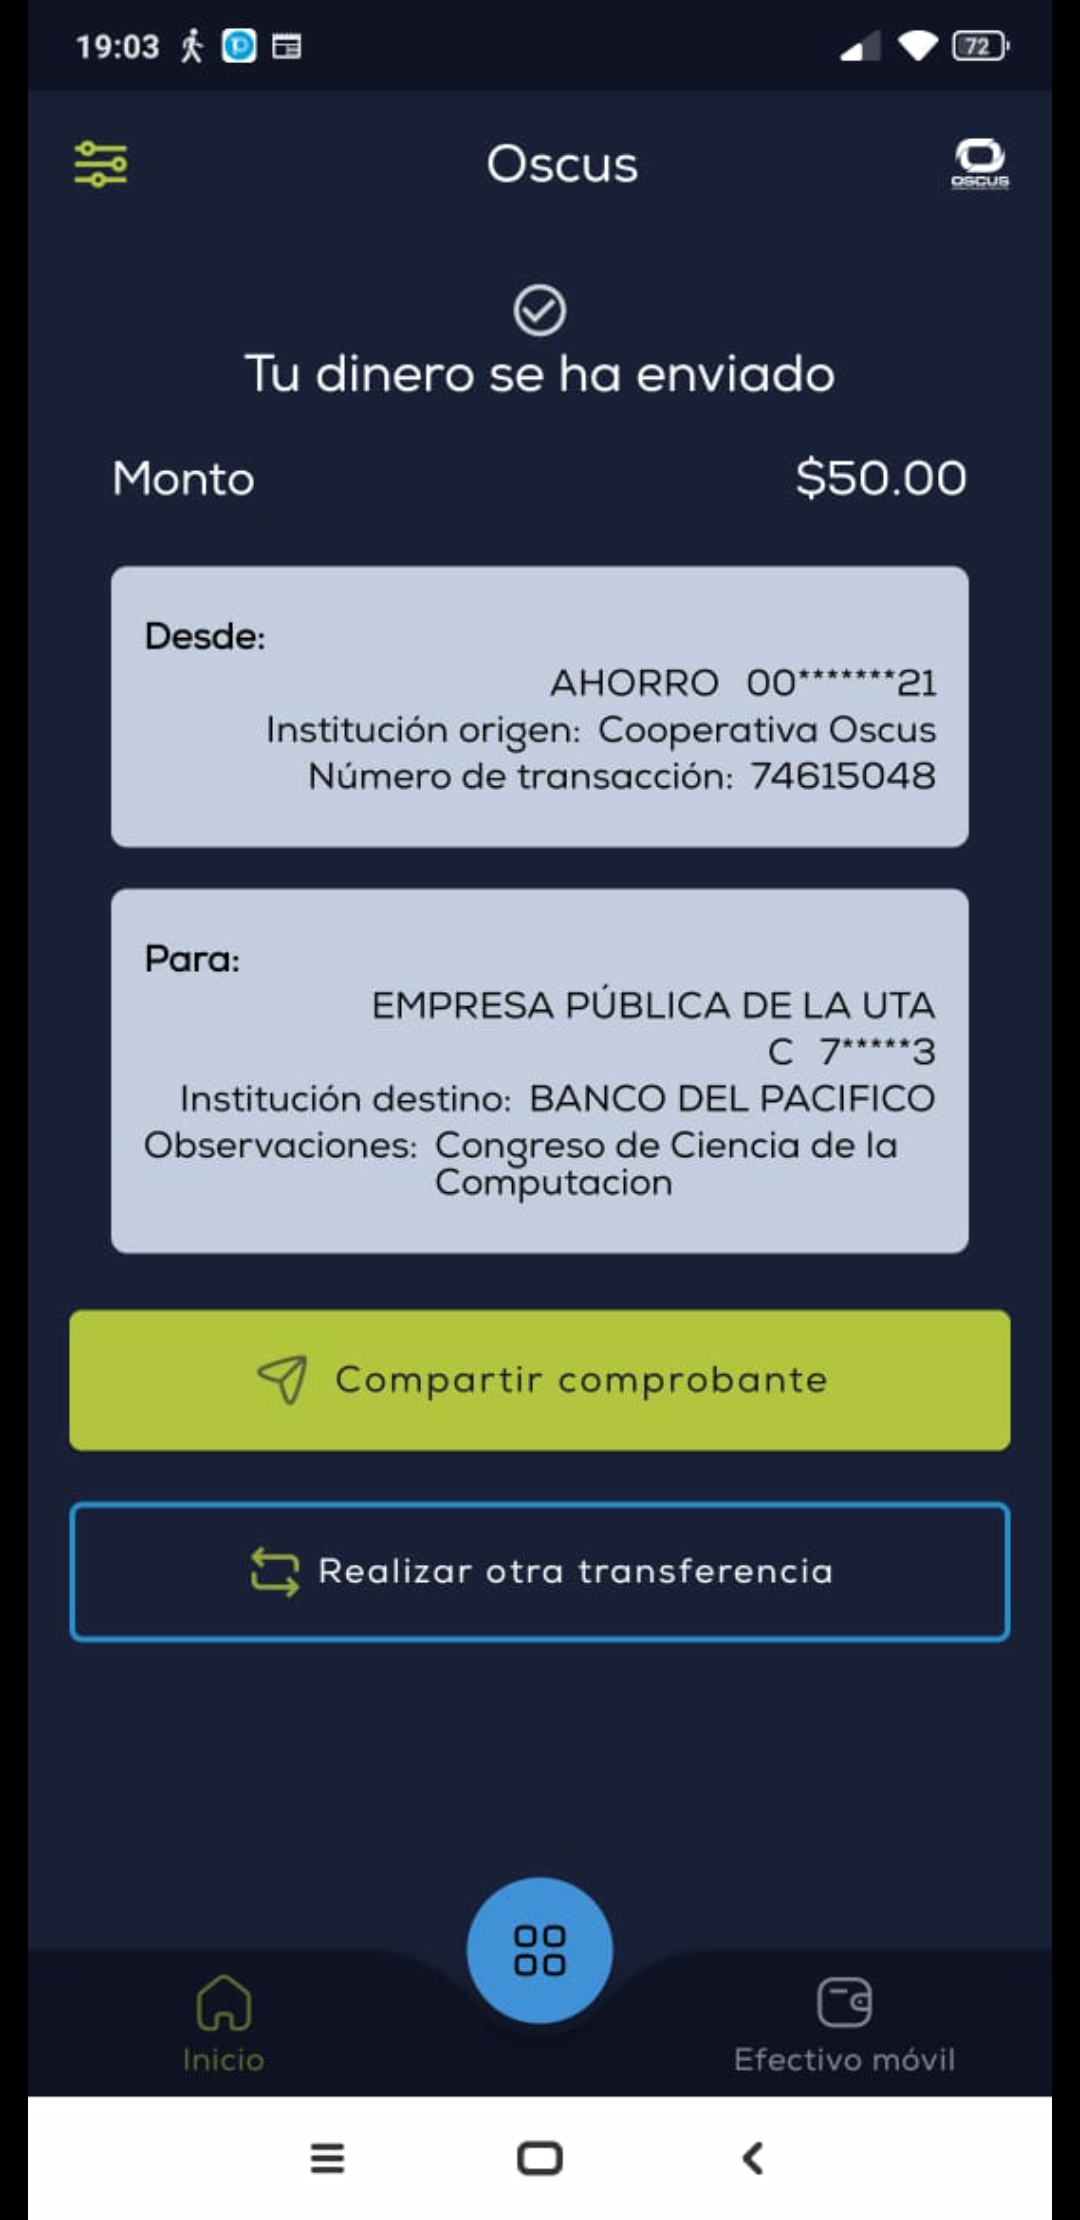 19:03
72
Oscus
OSCUS
Tu dinero se ha enviado
Monto $50.00
Desde:
AHORRO 00*******21
Institución origen: Cooperativa Oscus
Número de transacción: 74615048
Para:
EMPRESA PÚBLICA DE LA UTA
C 7*****3
Institución destino: BANCO DEL PACIFICO
Observaciones: Congreso de Ciencia de la
Computacion
Compartir comprobante
Realizar otra transferencia
Inicio
Efectivo móvil